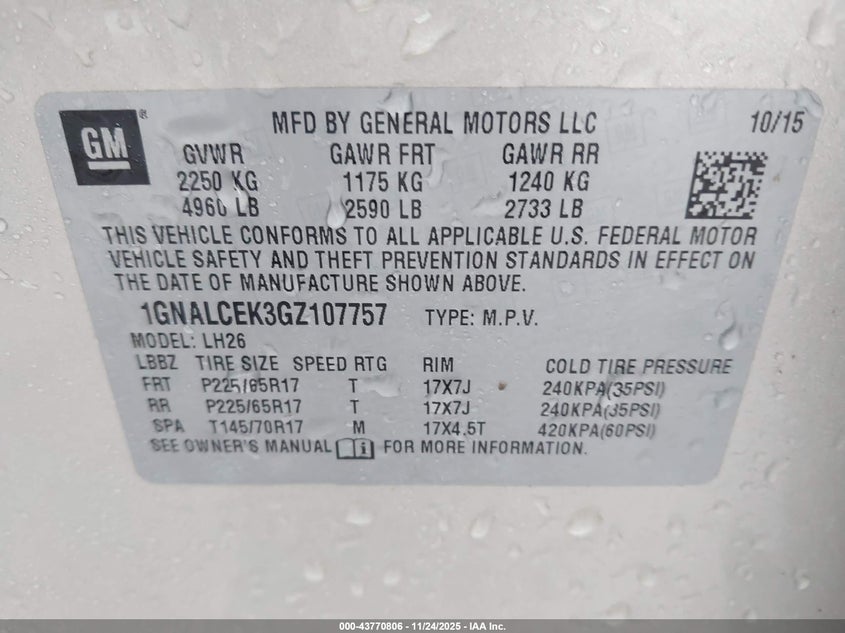 GM ® MFD BY GENERAL MOTORS LLC 10/15
GVWR GAWR FRT GAWR RR
2250 KG 1175 KG 1240 KG
4960 LB 2590 LB 2733 LB
THIS VEHICLE CONFORMS TO ALL APPLICABLE U.S. FEDERAL MOTOR
VEHICLE SAFETY AND THEFT PREVENTION STANDARDS IN EFFECT ON
THE DATE OF MANUFACTURE SHOWN ABOVE.
1GNALCEK3GZ107757 TYPE: M.P.V.
MODEL: LH26
LBBZ TIRE SIZE SPEED RTG RIM COLD TIRE PRESSURE
FRT P225/65R17 T 17X7J 240KPA(35PSI)
RR P225/65R17 T 17X7J 240KPA(35PSI)
SPA T145/70R17 M 17X4.5T 420KPA(60PSI)
SEE OWNER'S MANUAL i FOR MORE INFORMATION.
000-43770806 - 11/24/2025 - IAA Inc.